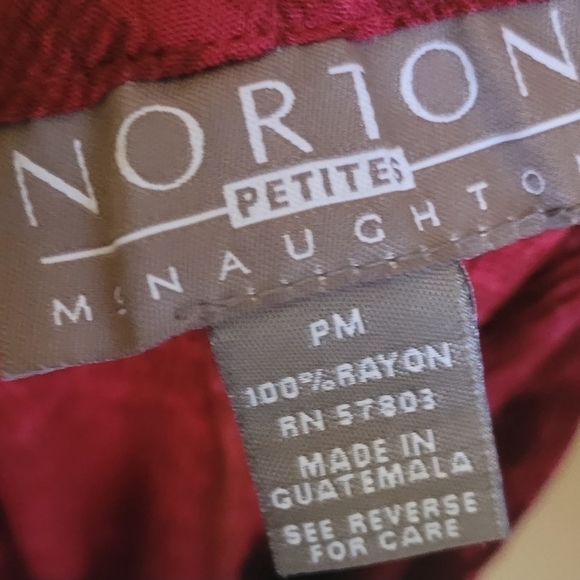 NORTON
PETITES
McNAUGHTON
PM
100% RAYON
RN 57803
MADE IN
GUATEMALA
SEE REVERSE
FOR CARE